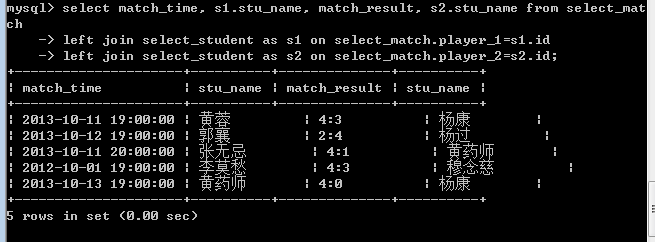 mysql> select match_time, s1.stu_name, match_result, s2.stu_name from select_mat
ch
    -> left join select_student as s1 on select_match.player_1=s1.id
    -> left join select_student as s2 on select_match.player_2=s2.id;
+---------------------+----------+--------------+----------+
| match_time          | stu_name | match_result | stu_name |
+---------------------+----------+--------------+----------+
| 2013-10-11 19:00:00 | 黄蓉         | 4:3          | 杨康         |
| 2013-10-12 19:00:00 | 郭襄         | 2:4          | 杨过         |
| 2013-10-11 20:00:00 | 张无忌         | 4:1          | 黄药师         |
| 2012-10-01 19:00:00 | 李莫愁         | 4:3          | 穆念慈         |
| 2013-10-13 19:00:00 | 黄药师         | 4:0          | 杨康         |
+---------------------+----------+--------------+----------+
5 rows in set (0.00 sec)